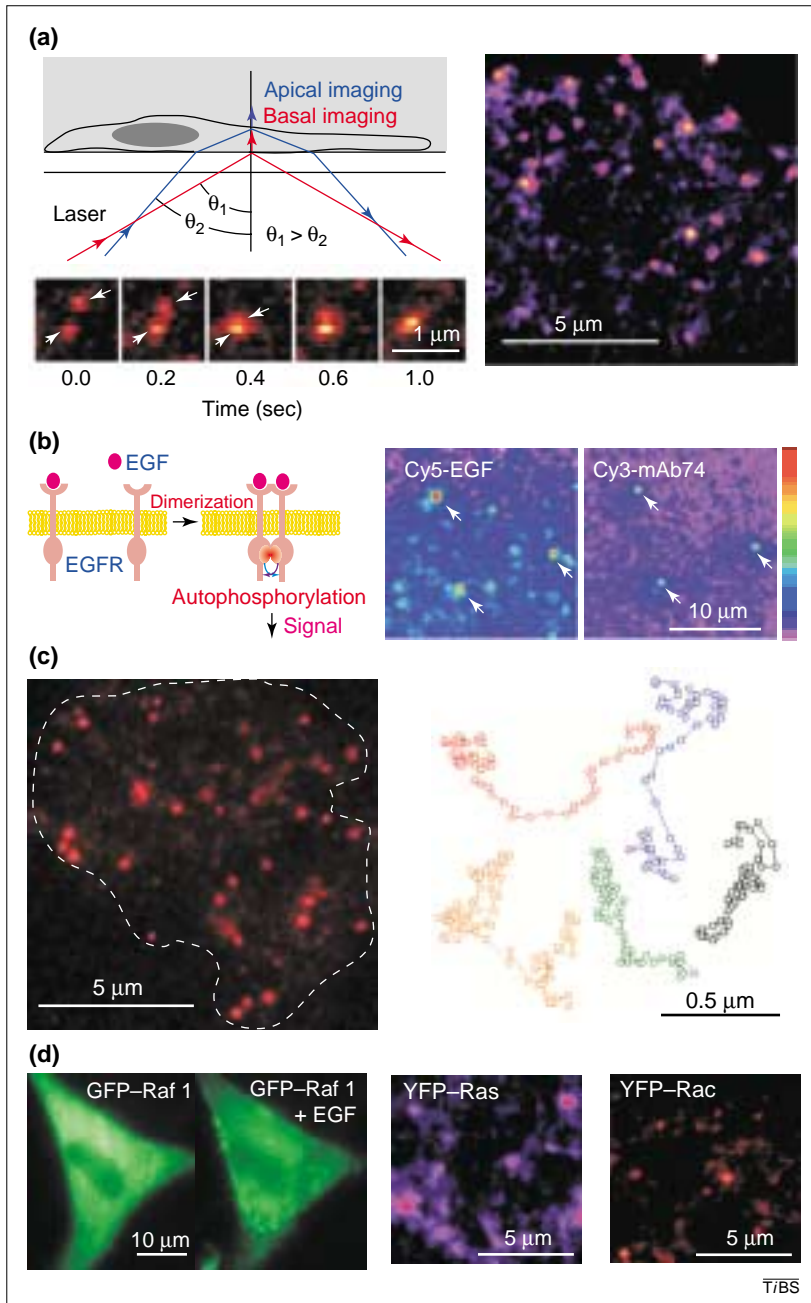 (a)
Apical imaging
Basal imaging
Laser
θ1
θ2
θ1 > θ2
1 μm
0.0 0.2 0.4 0.6 1.0
Time (sec)
5 μm
(b)
EGF
Dimerization
EGFR
Autophosphorylation
Signal
Cy5-EGF
Cy3-mAb74
10 μm
(c)
5 μm
0.5 μm
(d)
GFP–Raf 1
10 μm
GFP–Raf 1
+ EGF
YFP–Ras
5 μm
YFP–Rac
5 μm
TiBS